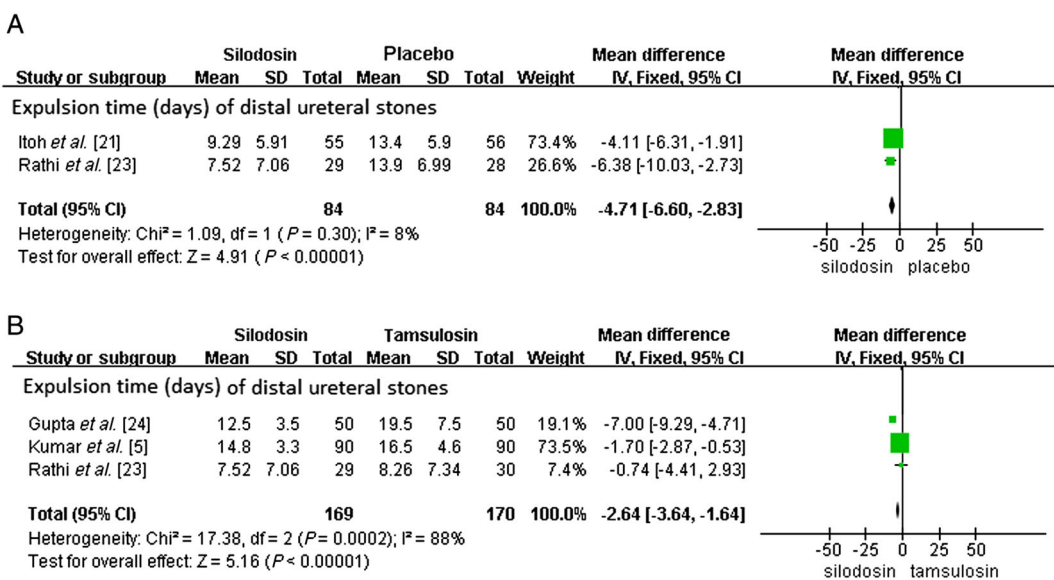 A
Silodosin Placebo Mean difference Mean difference
Study or subgroup Mean SD Total Mean SD Total Weight IV, Fixed, 95% CI IV, Fixed, 95% CI
Expulsion time (days) of distal ureteral stones
Itoh et al. [21] 9.29 5.91 55 13.4 5.9 56 73.4% -4.11 [-6.31, -1.91]
Rathi et al. [23] 7.52 7.06 29 13.9 6.99 28 26.6% -6.38 [-10.03, -2.73]
Total (95% CI) 84 84 100.0% -4.71 [-6.60, -2.83]
Heterogeneity: Chi² = 1.09, df = 1 (P = 0.30); I² = 8%
Test for overall effect: Z = 4.91 (P < 0.00001)
-50 -25 0 25 50
silodosin placebo
B
Silodosin Tamsulosin Mean difference Mean difference
Study or subgroup Mean SD Total Mean SD Total Weight IV, Fixed, 95% CI IV, Fixed, 95% CI
Expulsion time (days) of distal ureteral stones
Gupta et al. [24] 12.5 3.5 50 19.5 7.5 50 19.1% -7.00 [-9.29, -4.71]
Kumar et al. [5] 14.8 3.3 90 16.5 4.6 90 73.5% -1.70 [-2.87, -0.53]
Rathi et al. [23] 7.52 7.06 29 8.26 7.34 30 7.4% -0.74 [-4.41, 2.93]
Total (95% CI) 169 170 100.0% -2.64 [-3.64, -1.64]
Heterogeneity: Chi² = 17.38, df = 2 (P = 0.0002); I² = 88%
Test for overall effect: Z = 5.16 (P < 0.00001)
-50 -25 0 25 50
silodosin tamsulosin